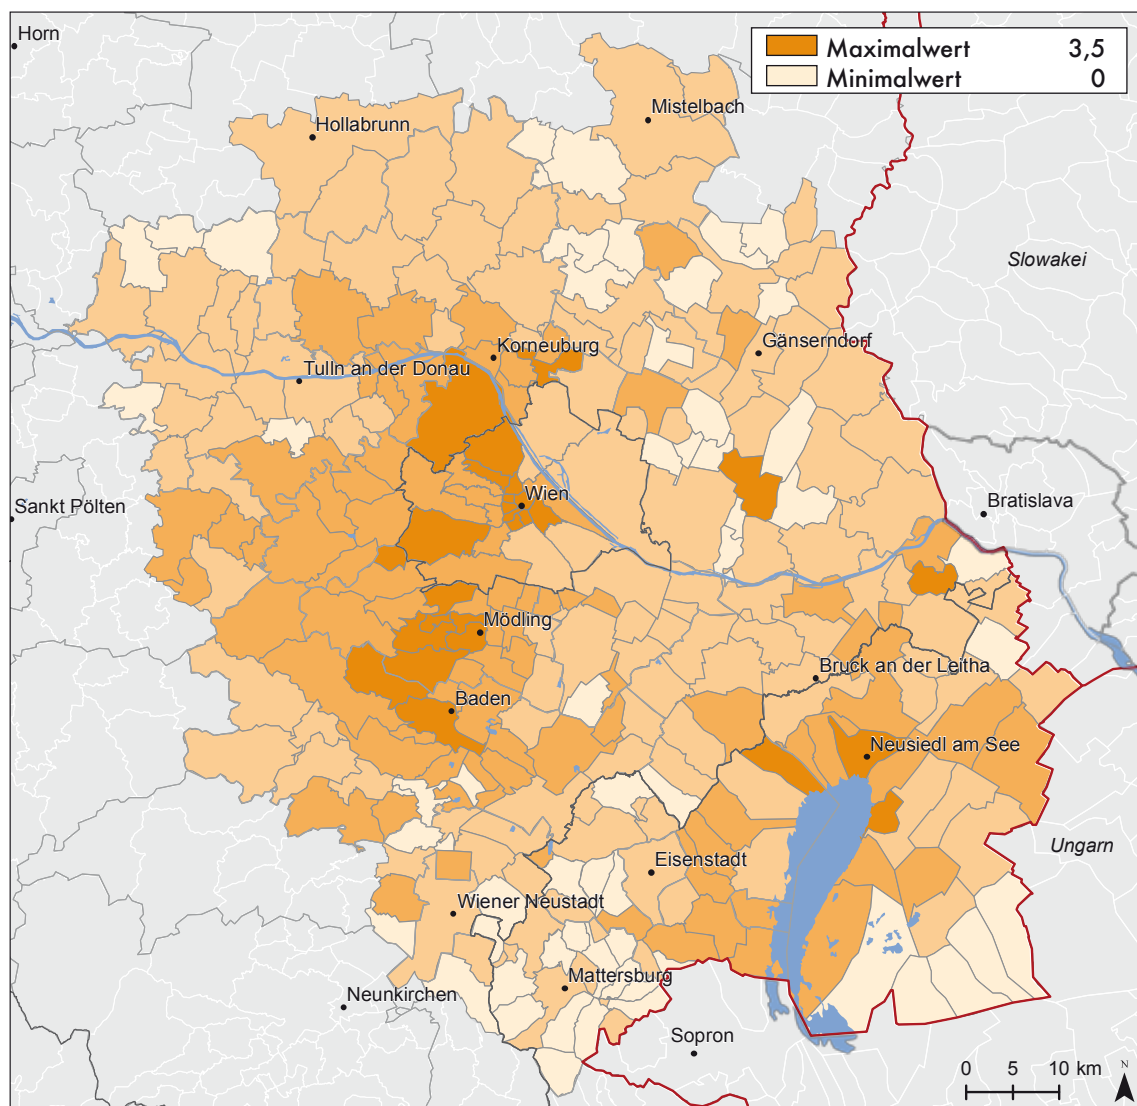 Horn
Maximalwert 3,5
Minimalwert 0
Mistelbach
Hollabrunn
Slowakei
Korneuburg
Gänserndorf
Tulln an der Donau
Sankt Pölten
Wien
Bratislava
Mödling
Bruck an der Leitha
Baden
Neusiedl am See
Ungarn
Eisenstadt
Wiener Neustadt
Mattersburg
Neunkirchen
Sopron
0 5 10 km
N